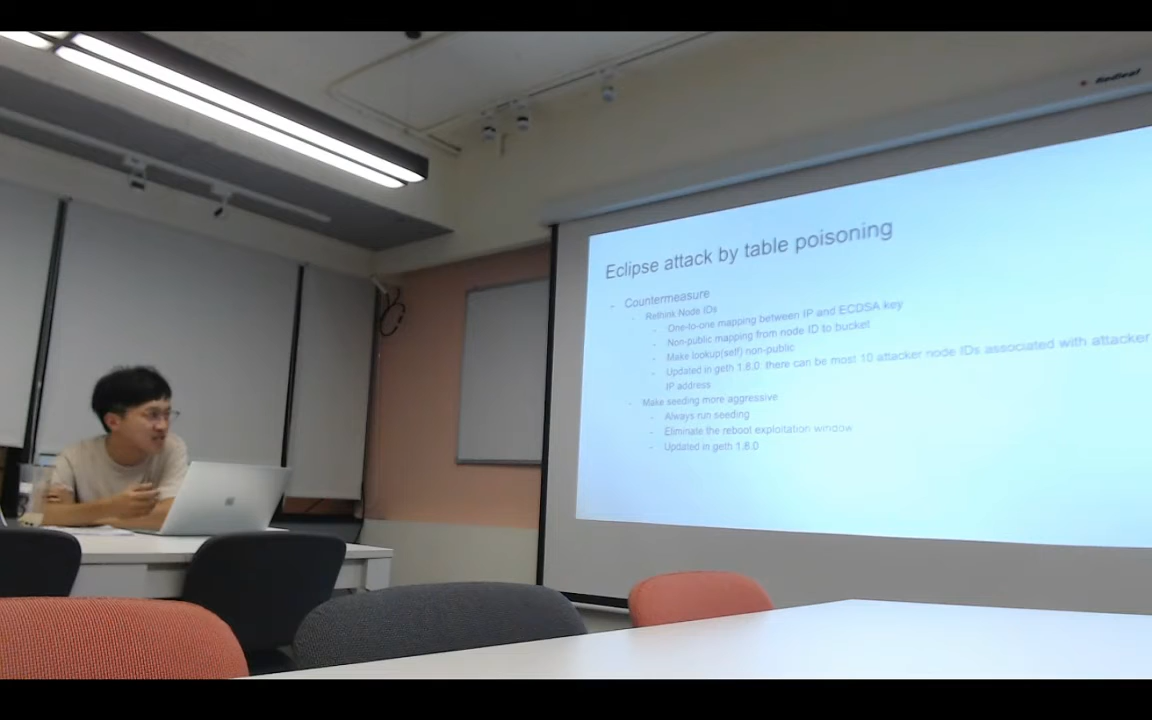 Redleaf
Eclipse attack by table poisoning
- Countermeasure
- Rethink Node IDs
- One-to-one mapping between IP and ECDSA key
- Non-public mapping from node ID to bucket
- Make lookup(self) non-public
- Updated in geth 1.8.0: there can be most 10 attacker node IDs associated with attacker
IP address
- Make seeding more aggressive
- Always run seeding
- Eliminate the reboot exploitation window
- Updated in geth 1.8.0